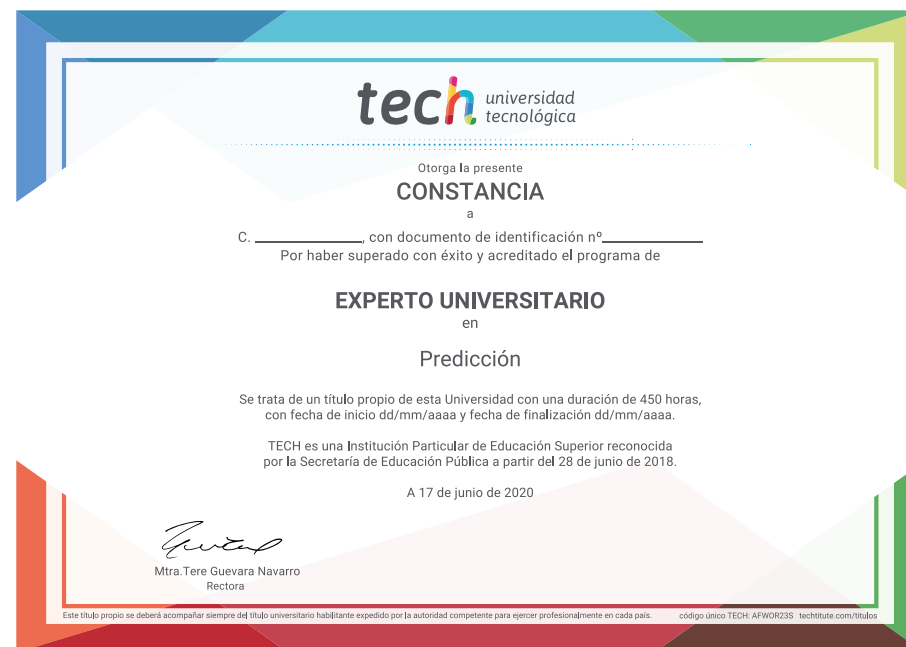 tech universidad
tecnológica
Otorga la presente
CONSTANCIA
a
C. ______________, con documento de identificación nº_____________
Por haber superado con éxito y acreditado el programa de
EXPERTO UNIVERSITARIO
en
Predicción
Se trata de un título propio de esta Universidad con una duración de 450 horas,
con fecha de inicio dd/mm/aaaa y fecha de finalización dd/mm/aaaa.
TECH es una Institución Particular de Educación Superior reconocida
por la Secretaría de Educación Pública a partir del 28 de junio de 2018.
A 17 de junio de 2020
Mtra.Tere Guevara Navarro
Rectora
Este título propio se deberá acompañar siempre del título universitario habilitante expedido por la autoridad competente para ejercer profesionalmente en cada país. código único TECH: AFWOR23S techtitute.com/títulos